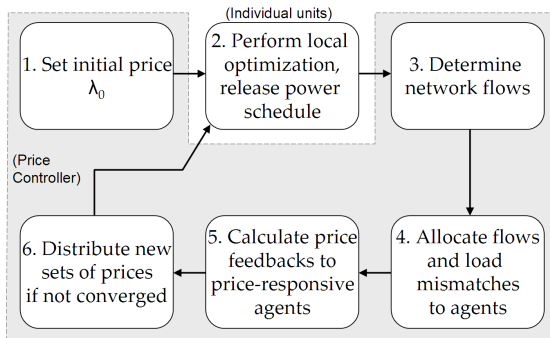 (Individual units)
1. Set initial price
λ0
2. Perform local
optimization,
release power
schedule
3. Determine
network flows
(Price
Controller)
6. Distribute new
sets of prices
if not converged
5. Calculate price
feedbacks to
price-responsive
agents
4. Allocate flows
and load
mismatches
to agents